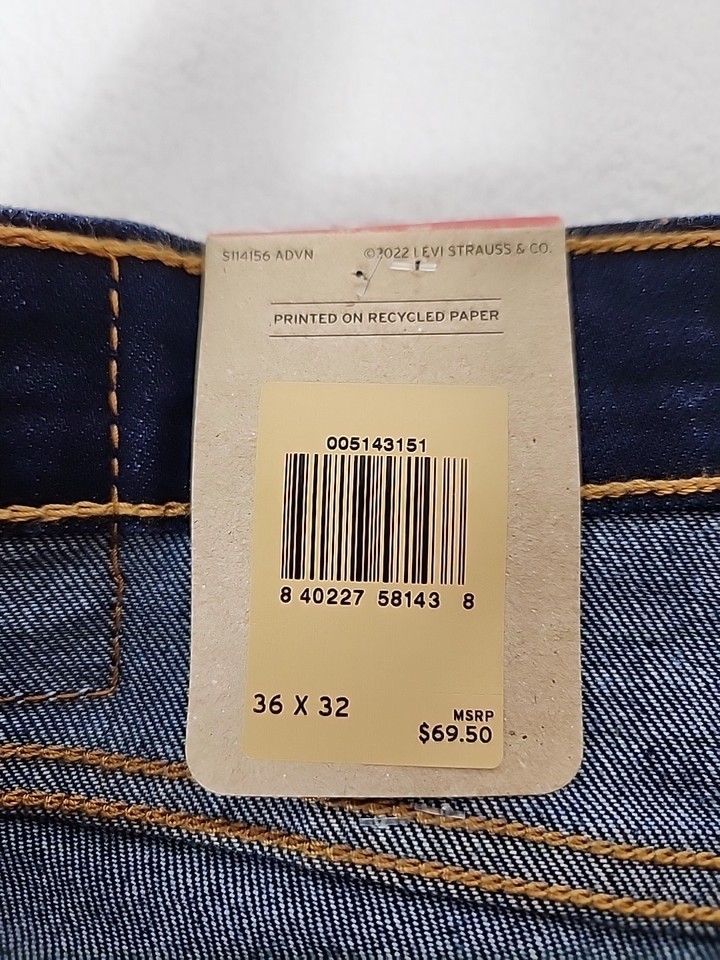 S114156 ADVN ©2022 LEVI STRAUSS & CO.
PRINTED ON RECYCLED PAPER
005143151
8 40227 58143 8
36 X 32
MSRP
$69.50